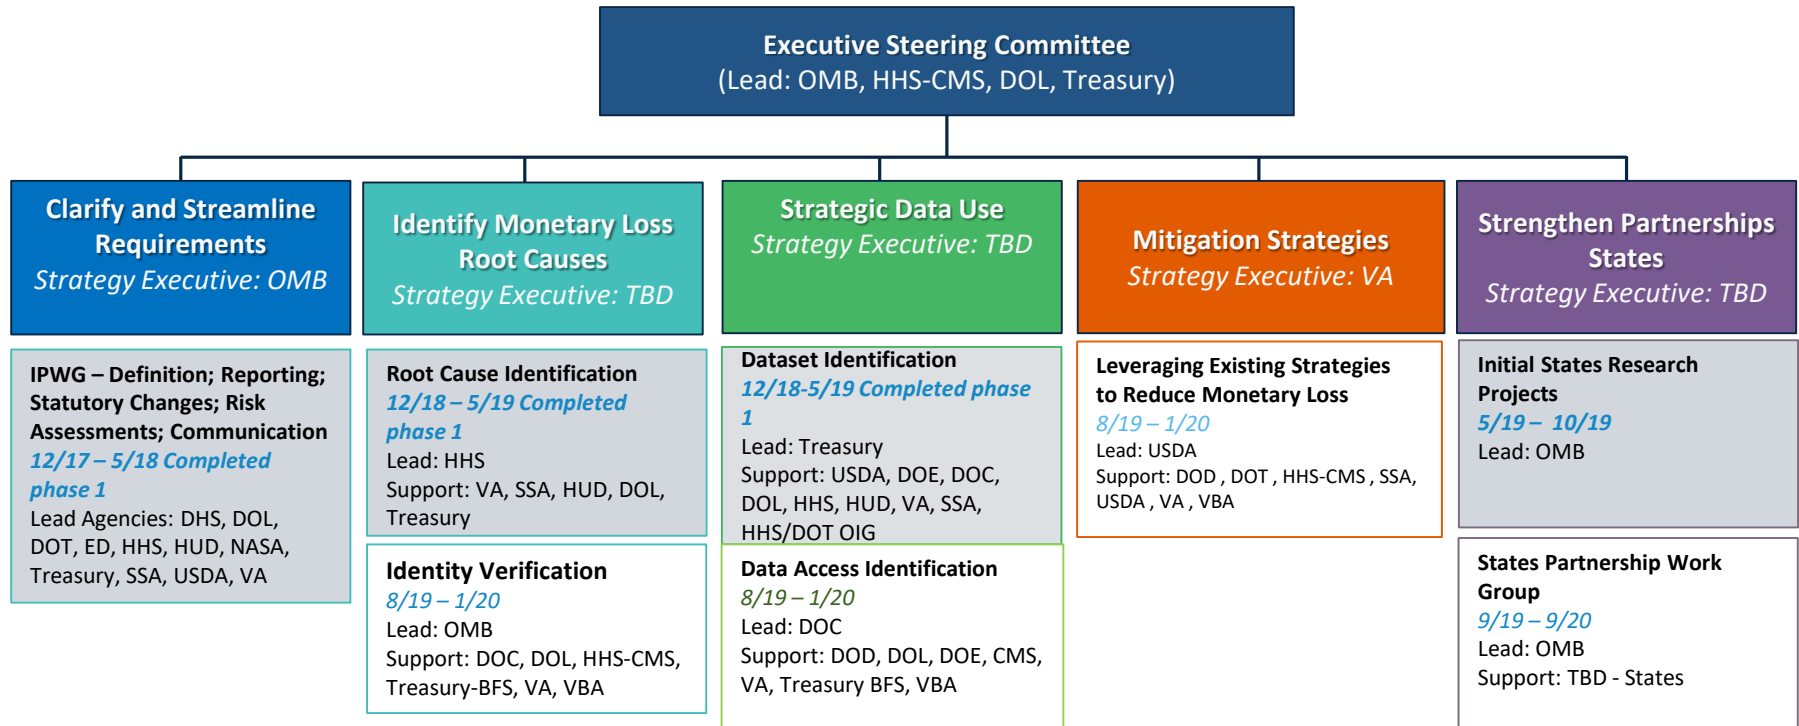 Executive Steering Committee
(Lead: OMB, HHS-CMS, DOL, Treasury)
Clarify and Streamline
Requirements
Strategy Executive: OMB
IPWG – Definition; Reporting;
Statutory Changes; Risk
Assessments; Communication
12/17 – 5/18 Completed
phase 1
Lead Agencies: DHS, DOL,
DOT, ED, HHS, HUD, NASA,
Treasury, SSA, USDA, VA
Identify Monetary Loss
Root Causes
Strategy Executive: TBD
Root Cause Identification
12/18 – 5/19 Completed
phase 1
Lead: HHS
Support: VA, SSA, HUD, DOL,
Treasury
Identity Verification
8/19 – 1/20
Lead: OMB
Support: DOC, DOL, HHS-CMS,
Treasury-BFS, VA, VBA
Strategic Data Use
Strategy Executive: TBD
Dataset Identification
12/18-5/19 Completed phase
1
Lead: Treasury
Support: USDA, DOE, DOC,
DOL, HHS, HUD, VA, SSA,
HHS/DOT OIG
Data Access Identification
8/19 – 1/20
Lead: DOC
Support: DOD, DOL, DOE, CMS,
VA, Treasury BFS, VBA
Mitigation Strategies
Strategy Executive: VA
Leveraging Existing Strategies
to Reduce Monetary Loss
8/19 – 1/20
Lead: USDA
Support: DOD , DOT , HHS-CMS , SSA,
USDA , VA , VBA
Strengthen Partnerships
States
Strategy Executive: TBD
Initial States Research
Projects
5/19 – 10/19
Lead: OMB
States Partnership Work
Group
9/19 – 9/20
Lead: OMB
Support: TBD - States